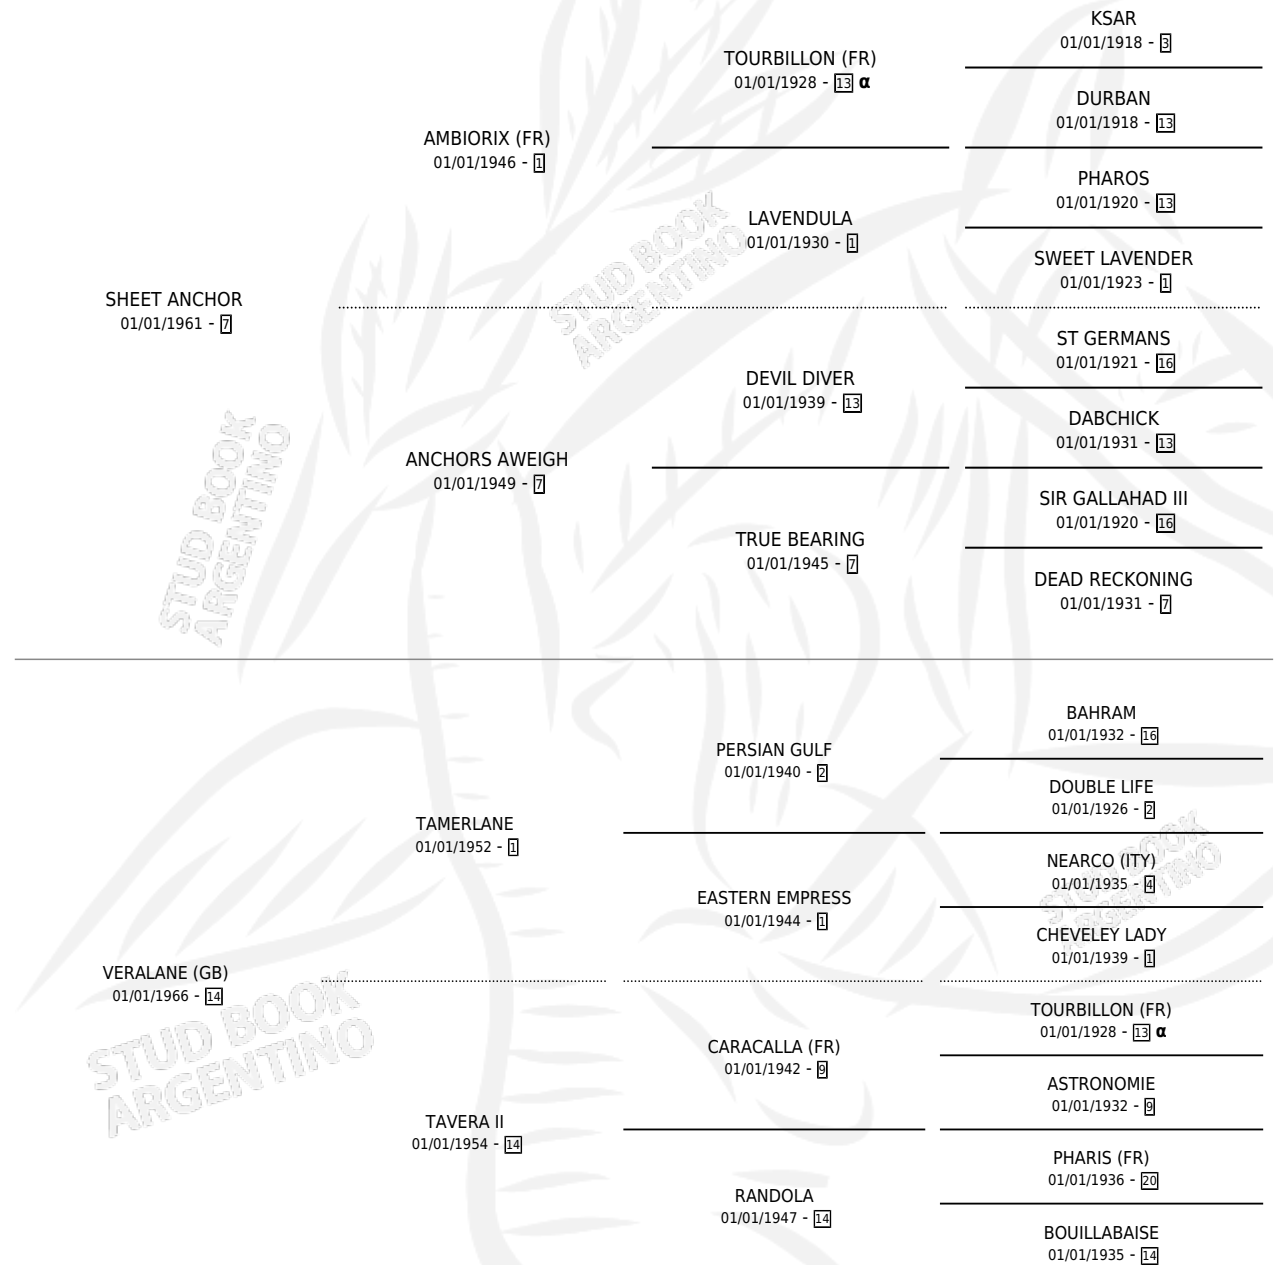 KSAR
01/01/1918 - 3
TOURBILLON (FR)
01/01/1928 - 13 α
DURBAN
01/01/1918 - 13
AMBIORIX (FR)
01/01/1946 - 1
PHAROS
01/01/1920 - 13
LAVENDULA
01/01/1930 - 1
SWEET LAVENDER
01/01/1923 - 1
SHEET ANCHOR
01/01/1961 - 7
ST GERMANS
01/01/1921 - 16
DEVIL DIVER
01/01/1939 - 13
DABCHICK
01/01/1931 - 13
ANCHORS AWEIGH
01/01/1949 - 7
SIR GALLAHAD III
01/01/1920 - 16
TRUE BEARING
01/01/1945 - 7
DEAD RECKONING
01/01/1931 - 7
BAHRAM
01/01/1932 - 16
PERSIAN GULF
01/01/1940 - 2
DOUBLE LIFE
01/01/1926 - 2
TAMERLANE
01/01/1952 - 1
NEARCO (ITY)
01/01/1935 - 4
EASTERN EMPRESS
01/01/1944 - 1
CHEVELEY LADY
01/01/1939 - 1
VERALANE (GB)
01/01/1966 - 14
TOURBILLON (FR)
01/01/1928 - 13 α
CARACALLA (FR)
01/01/1942 - 9
ASTRONOMIE
01/01/1932 - 9
TAVERA II
01/01/1954 - 14
PHARIS (FR)
01/01/1936 - 20
RANDOLA
01/01/1947 - 14
BOUILLABAISE
01/01/1935 - 14
STUD BOOK
ARGENTINO
STUD BOOK
ARGENTINO
STUD BOOK
ARGENTINO
STUD BOOK
ARGENTINO